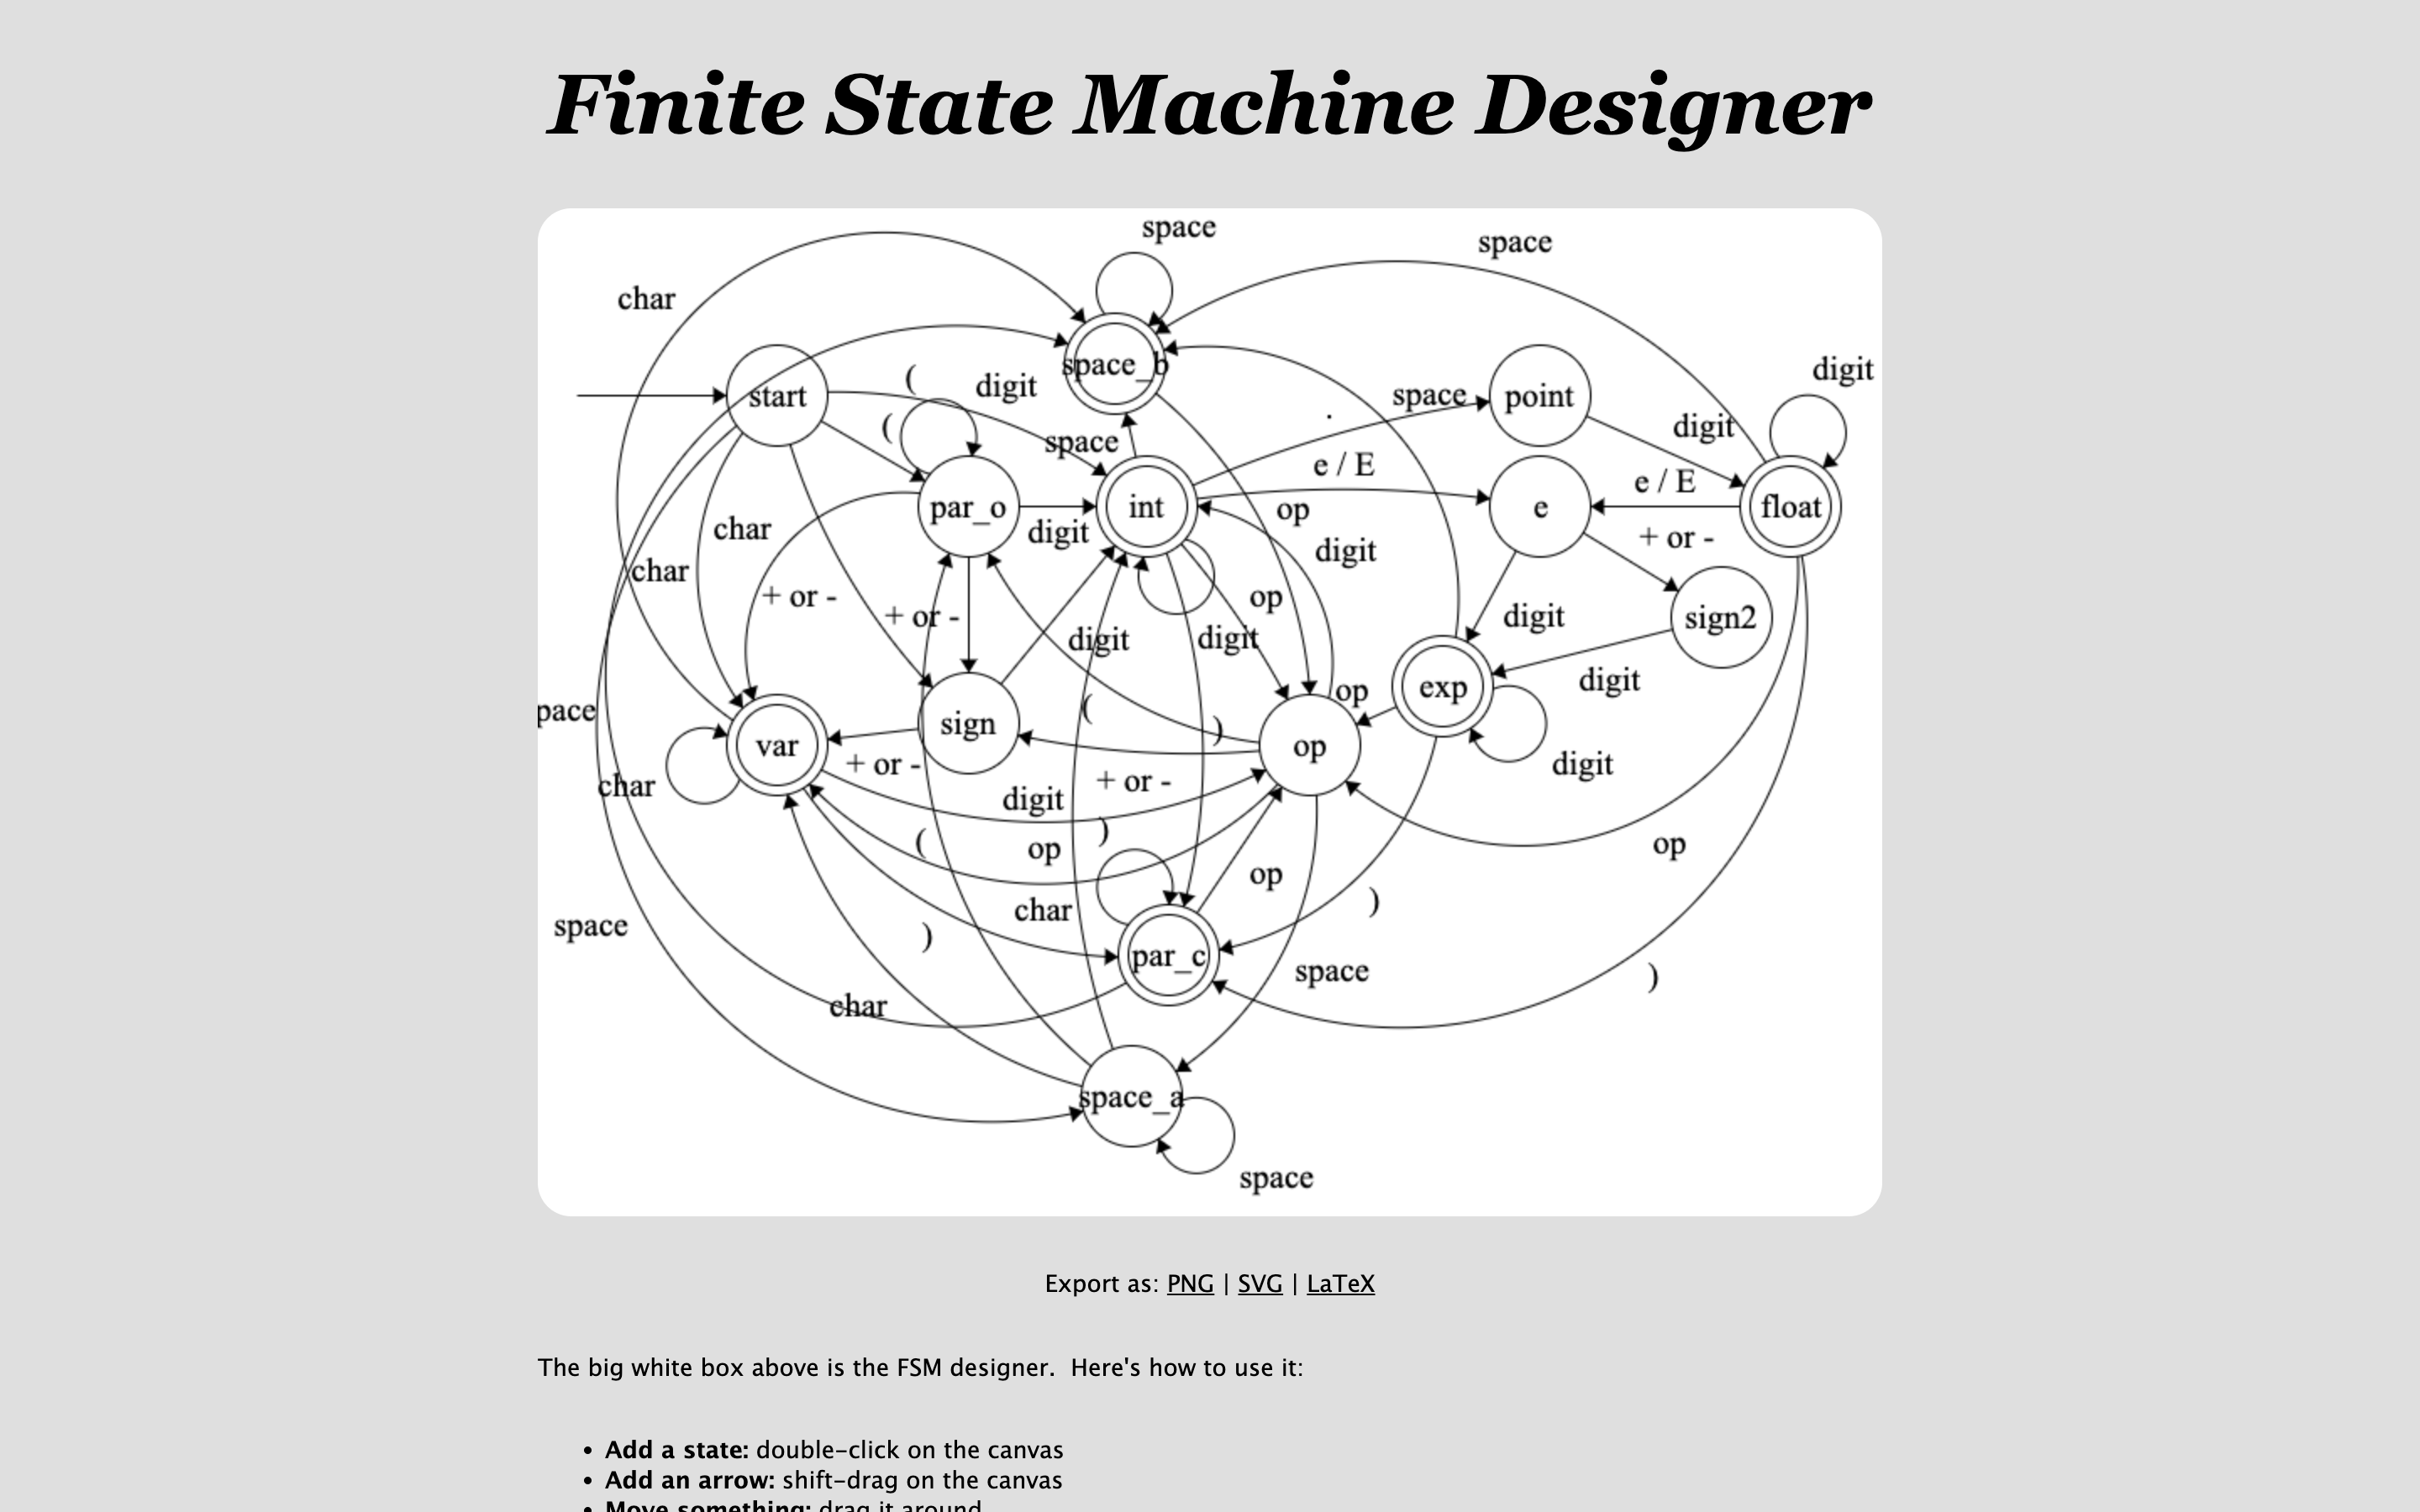 Finite State Machine Designer
space
space
char
space_b
digit
start
(
digit
space
point
.
(
space
digit
e / E
e / E
par_o
int
op
e
float
char
digit
digit
+ or -
char
+ or -
op
+ or -
digit
sign2
digit
digit
digit
exp
op
pace
(
)
sign
var
op
+ or -
digit
char
+ or -
digit
(
)
op
op
op
char
)
)
space
par_c
space
)
char
space_a
space
Export as: PNG | SVG | LaTeX
The big white box above is the FSM designer.  Here's how to use it:
• Add a state: double-click on the canvas
• Add an arrow: shift-drag on the canvas
• Move something: drag it around